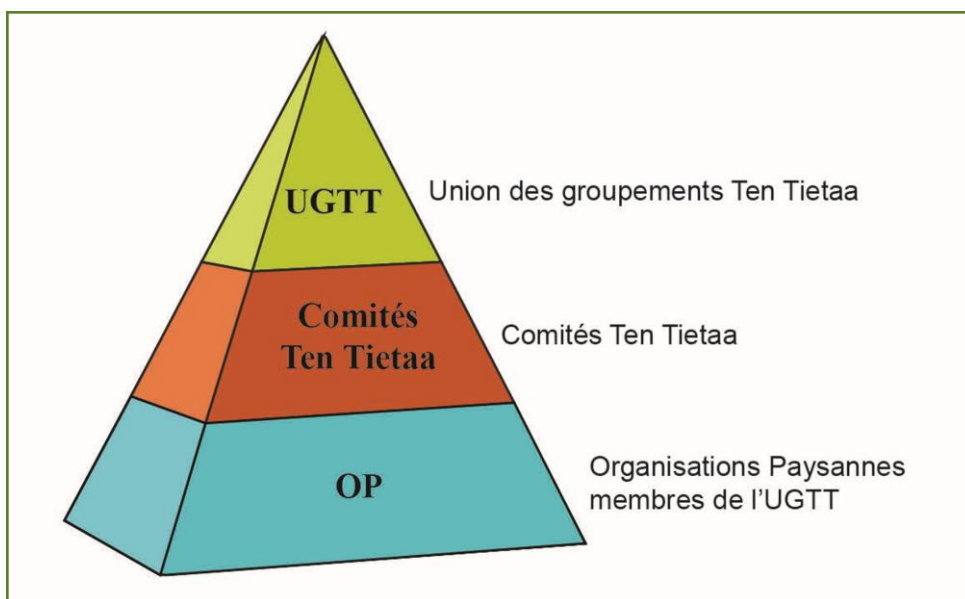 UGTT
Union des groupements Ten Tietaa
Comités
Ten Tietaa
Comités Ten Tietaa
OP
Organisations Paysannes
membres de l'UGTT